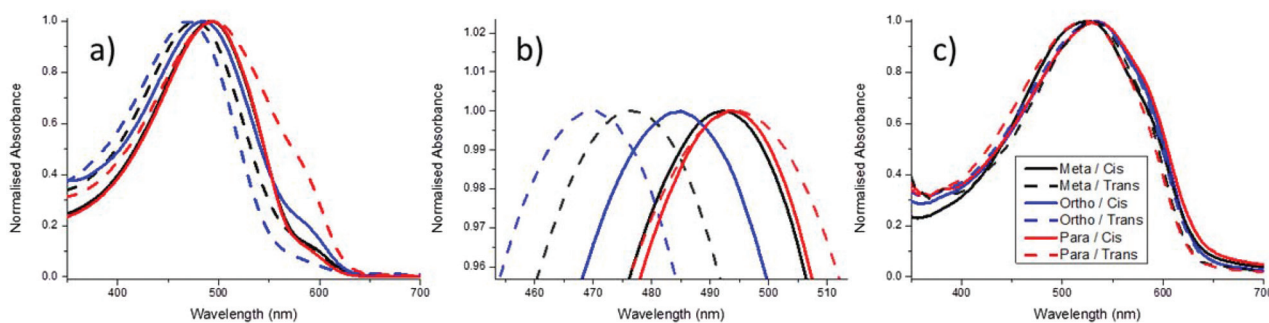 a)
Normalised Absorbance
1.0
0.8
0.6
0.4
0.2
0.0
400
500
600
700
Wavelength (nm)
b)
Normalised Absorbance
1.02
1.01
1.00
0.99
0.98
0.97
0.96
460
470
480
490
500
510
Wavelength (nm)
c)
Normalised Absorbance
1.0
0.8
0.6
0.4
0.2
0.0
400
500
600
700
Wavelength (nm)
Meta / Cis
Meta / Trans
Ortho / Cis
Ortho / Trans
Para / Cis
Para / Trans